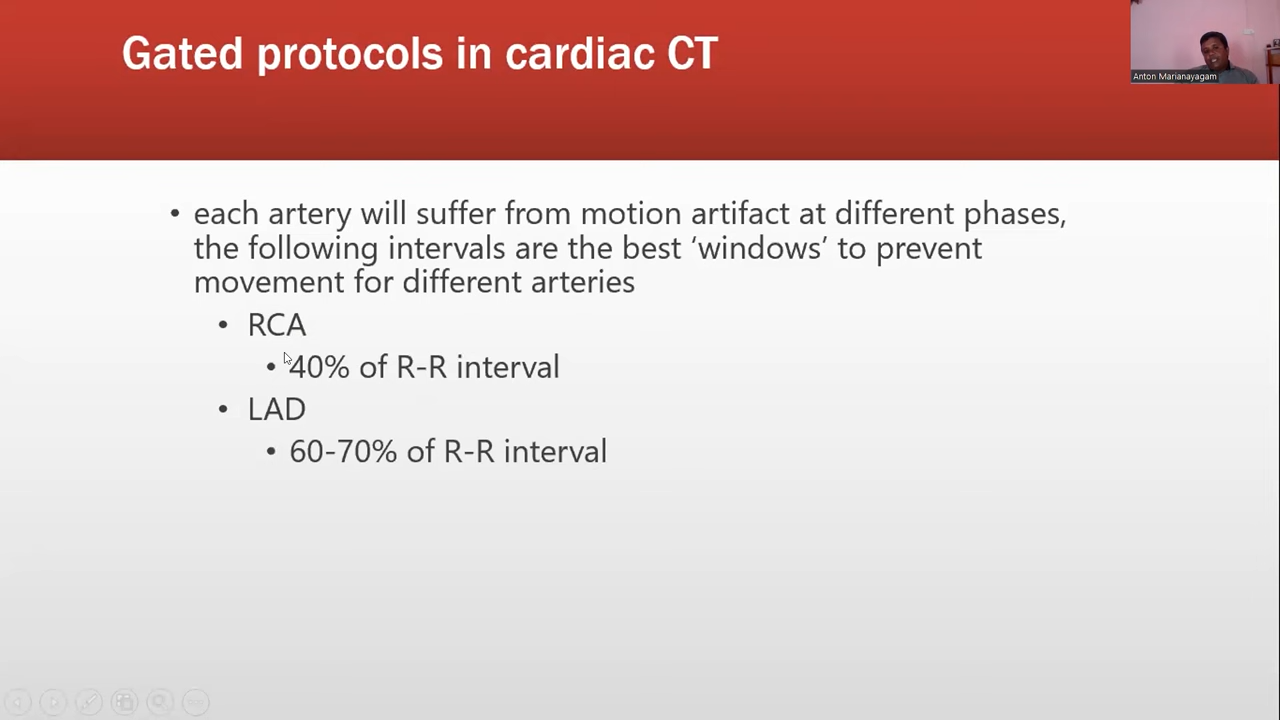 Gated protocols in cardiac CT
Anton Marianayagam
• each artery will suffer from motion artifact at different phases,
the following intervals are the best ‘windows’ to prevent
movement for different arteries
• RCA
• 40% of R-R interval
• LAD
• 60-70% of R-R interval